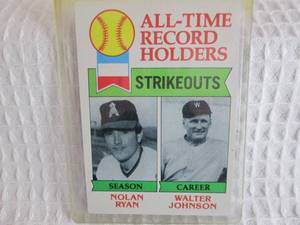 ALL-TIME
RECORD
HOLDERS
STRIKEOUTS
A
W
SEASON
CAREER
NOLAN
RYAN
WALTER
JOHNSON